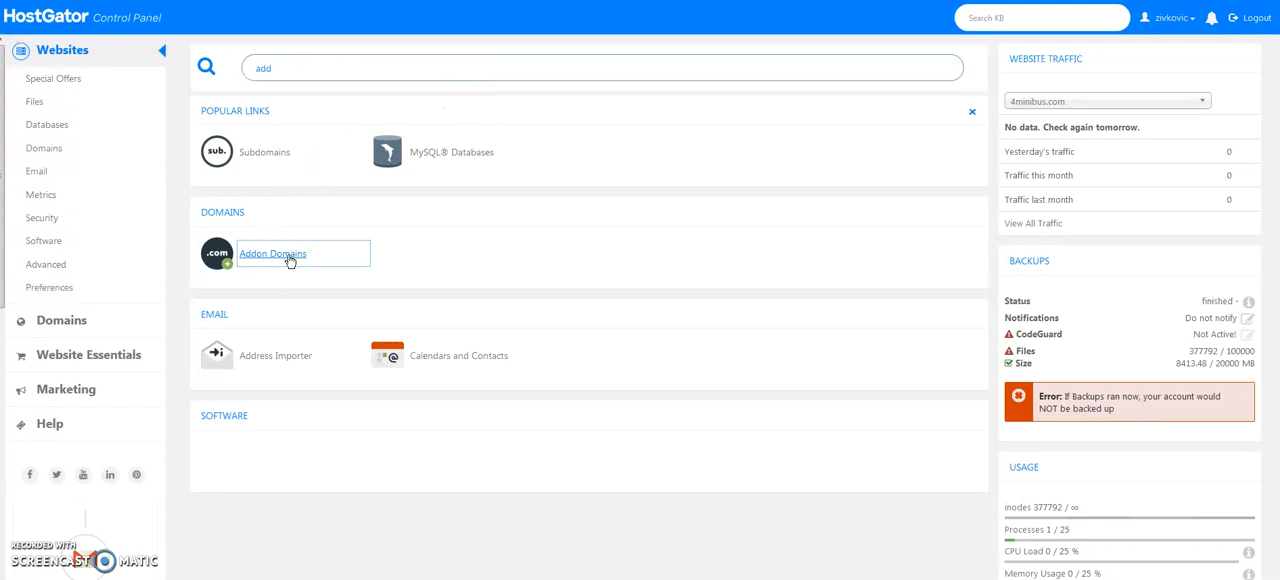 HostGator Control Panel
Search KB
zivkovic
Logout
Websites
Special Offers
Files
Databases
Domains
Email
Metrics
Security
Software
Advanced
Preferences
Domains
Website Essentials
Marketing
Help
RECORDED WITH
SCREENCAST MATIC
add
POPULAR LINKS
sub.
Subdomains
MySQL® Databases
DOMAINS
.com
Addon Domains
EMAIL
Address Importer
Calendars and Contacts
SOFTWARE
WEBSITE TRAFFIC
4minibus.com
No data. Check again tomorrow.
Yesterday's traffic 0
Traffic this month 0
Traffic last month 0
View All Traffic
BACKUPS
Status finished -
Notifications Do not notify
CodeGuard Not Active!
Files 377792 / 100000
Size 8413.48 / 20000 MB
Error: If Backups ran now, your account would
NOT be backed up
USAGE
inodes 377792 / ∞
Processes 1 / 25
CPU Load 0 / 25 %
Memory Usage 0 / 25 %